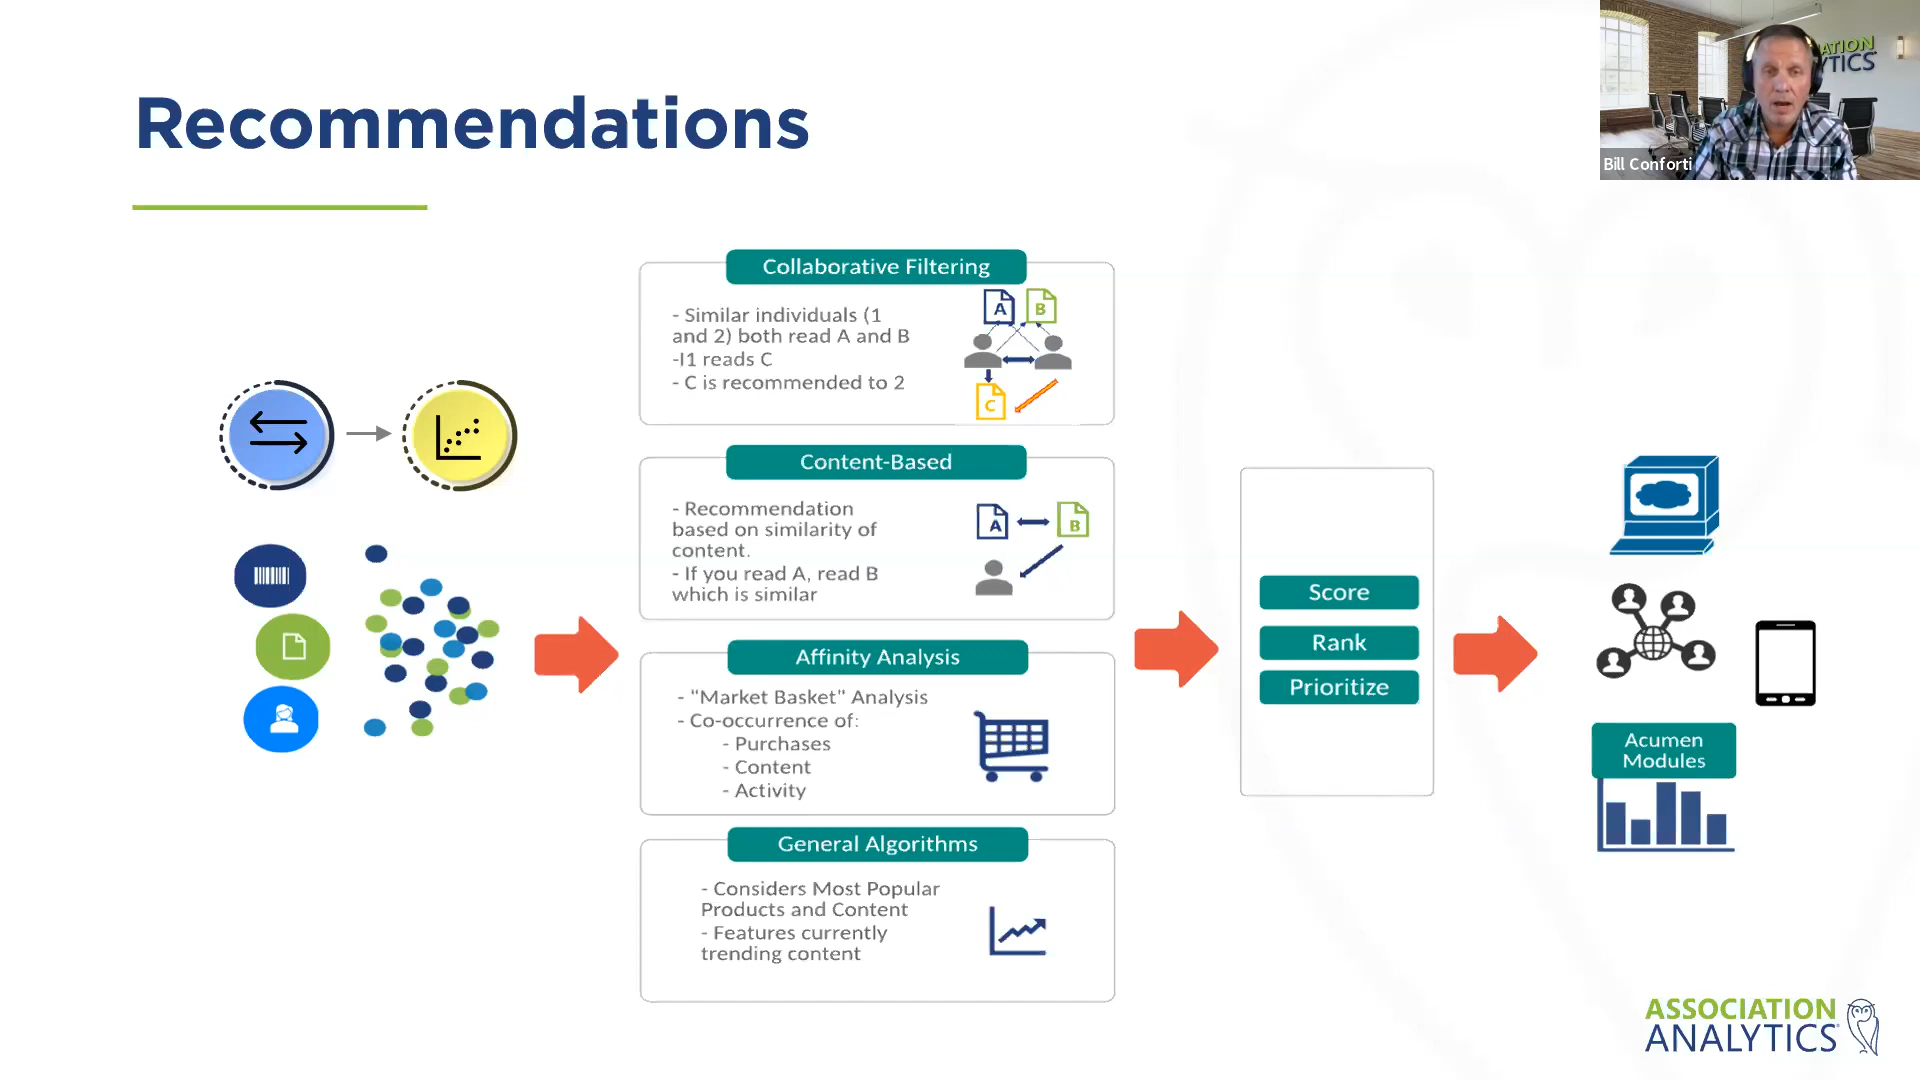 Recommendations
ATION
YTICS
Bill Conforti
Collaborative Filtering
- Similar individuals (1
and 2) both read A and B
-I1 reads C
- C is recommended to 2
A
B
C
Content-Based
- Recommendation
based on similarity of
content.
- If you read A, read B
which is similar
A
B
Affinity Analysis
- "Market Basket" Analysis
- Co-occurrence of:
- Purchases
- Content
- Activity
General Algorithms
- Considers Most Popular
Products and Content
- Features currently
trending content
Score
Rank
Prioritize
Acumen
Modules
ASSOCIATION
ANALYTICS